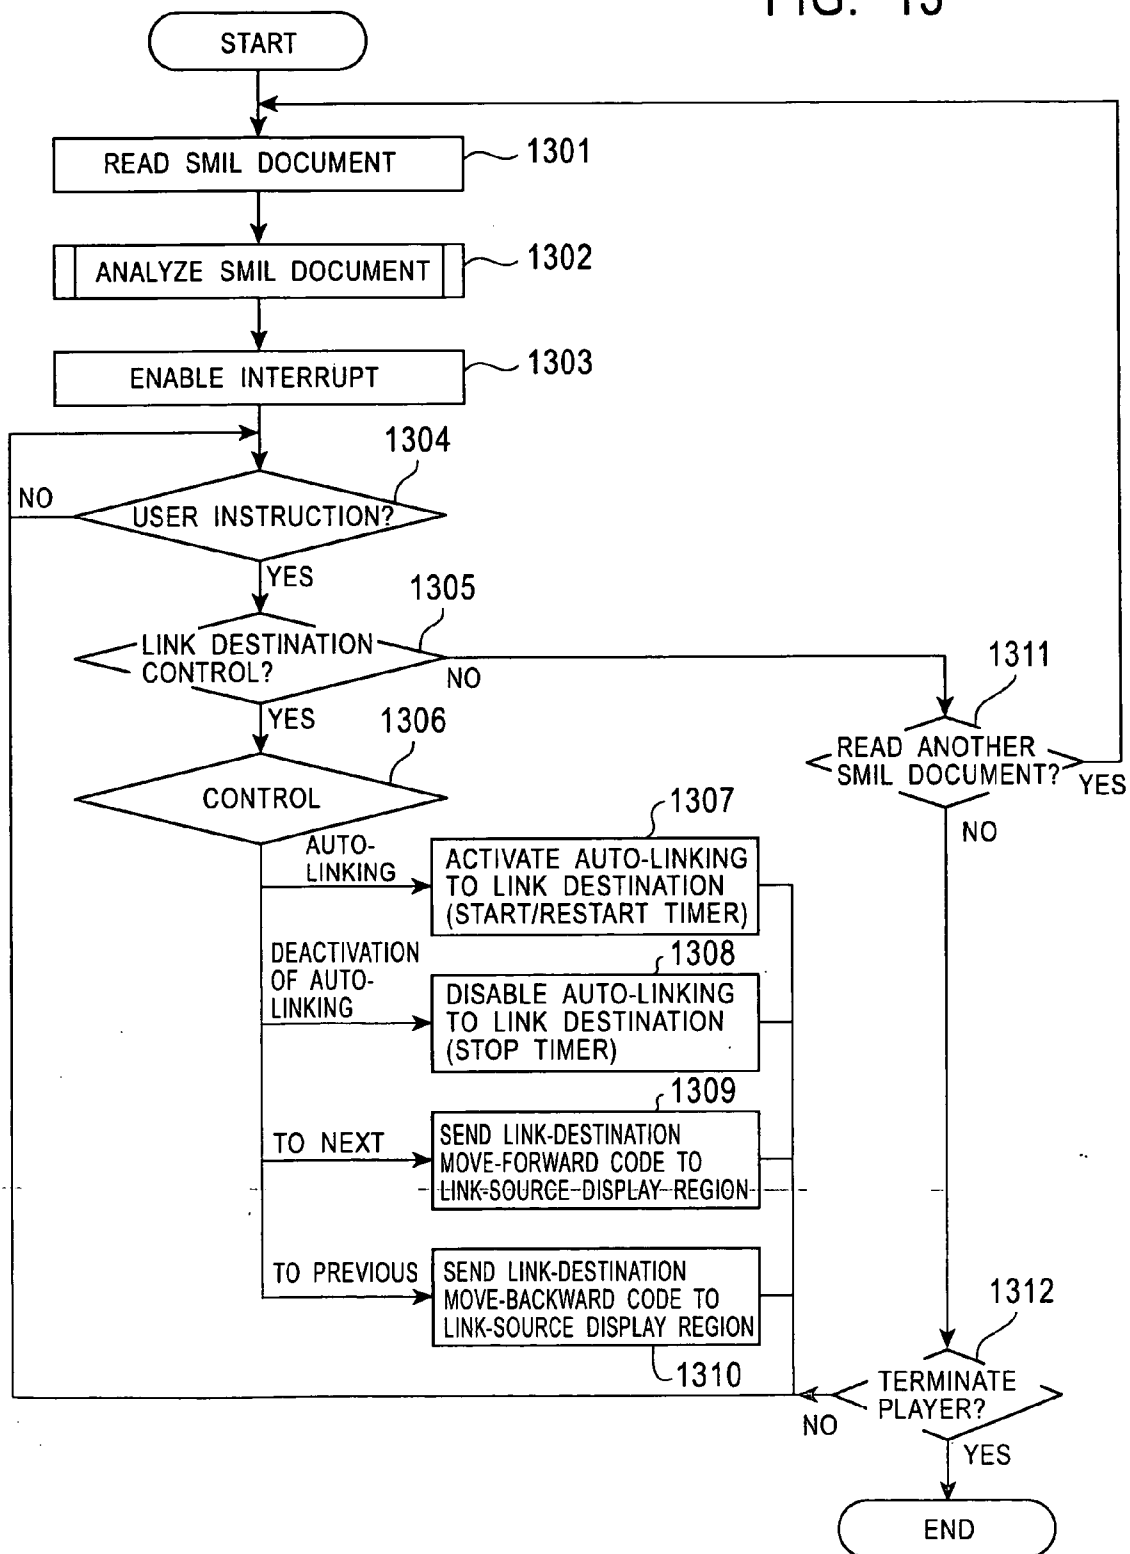 FIG. 13
START
READ SMIL DOCUMENT
1301
ANALYZE SMIL DOCUMENT
1302
ENABLE INTERRUPT
1303
1304
NO
USER INSTRUCTION?
YES
1305
LINK DESTINATION
CONTROL?
NO
YES
1306
CONTROL
1311
READ ANOTHER
SMIL DOCUMENT?
YES
NO
AUTO-
LINKING
1307
ACTIVATE AUTO-LINKING
TO LINK DESTINATION
(START/RESTART TIMER)
DEACTIVATION
OF AUTO-
LINKING
1308
DISABLE AUTO-LINKING
TO LINK DESTINATION
(STOP TIMER)
1309
TO NEXT
SEND LINK-DESTINATION
MOVE-FORWARD CODE TO
LINK-SOURCE-DISPLAY-REGION
TO PREVIOUS
SEND LINK-DESTINATION
MOVE-BACKWARD CODE TO
LINK-SOURCE DISPLAY REGION
1310
1312
TERMINATE
PLAYER?
NO
YES
END